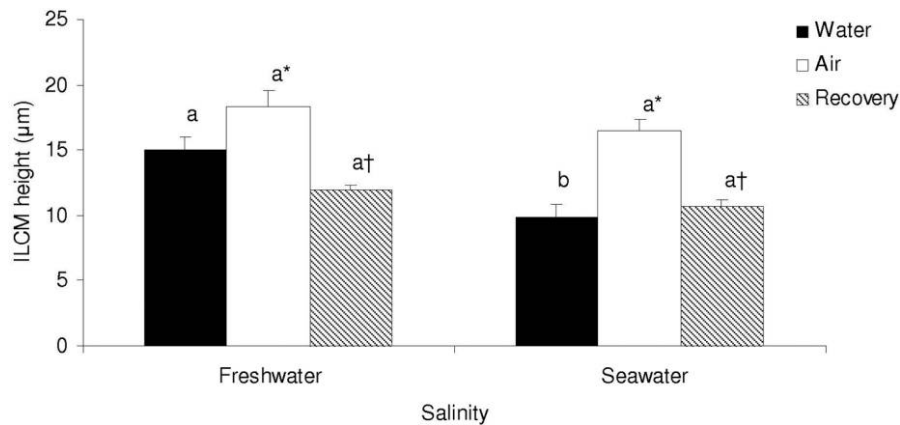 25
20
15
10
5
0
ILCM height (µm)
a
a*
a†
b
a*
a†
Water
Air
Recovery
Freshwater
Seawater
Salinity